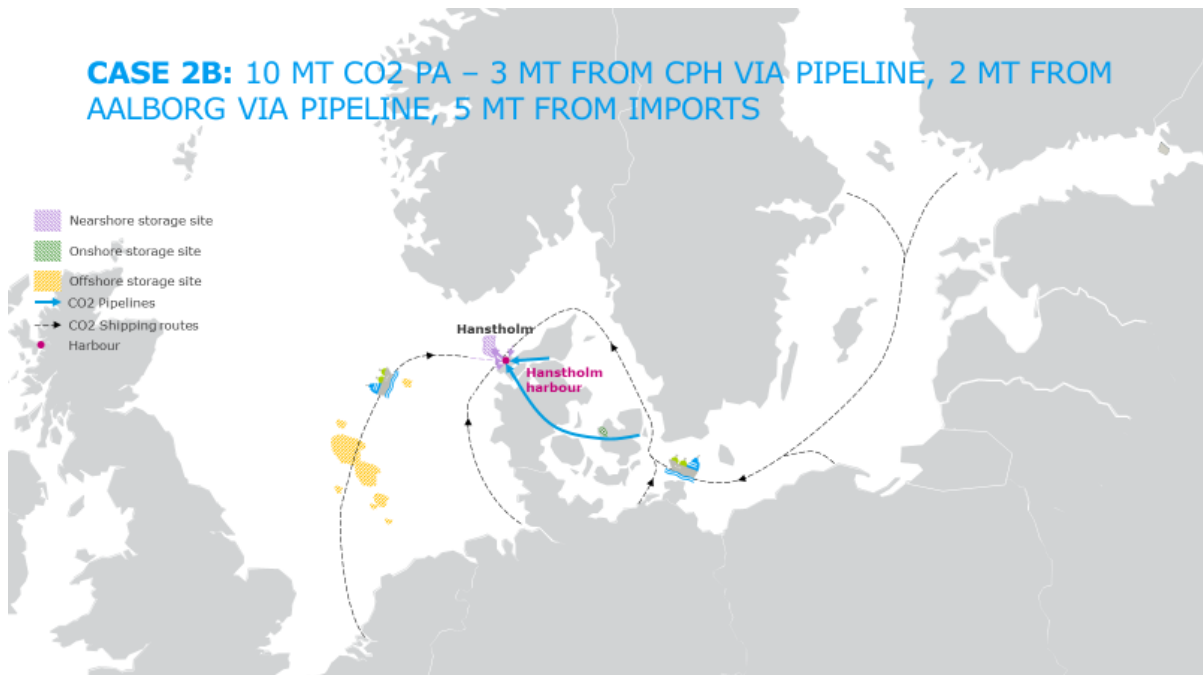 CASE 2B: 10 MT CO2 PA – 3 MT FROM CPH VIA PIPELINE, 2 MT FROM
AALBORG VIA PIPELINE, 5 MT FROM IMPORTS
Nearshore storage site
Onshore storage site
Offshore storage site
CO2 Pipelines
CO2 Shipping routes
Harbour
Hanstholm
Hanstholm
harbour